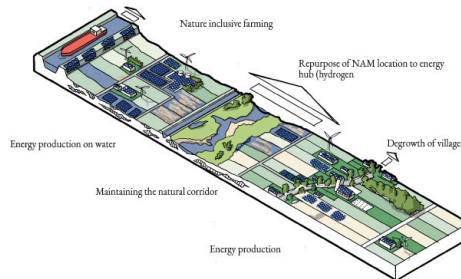 Nature inclusive farming
Repurpose of NAM location to energy
hub (hydrogen
Energy production on water
Degrowth of village
Maintaining the natural corridor
Energy production